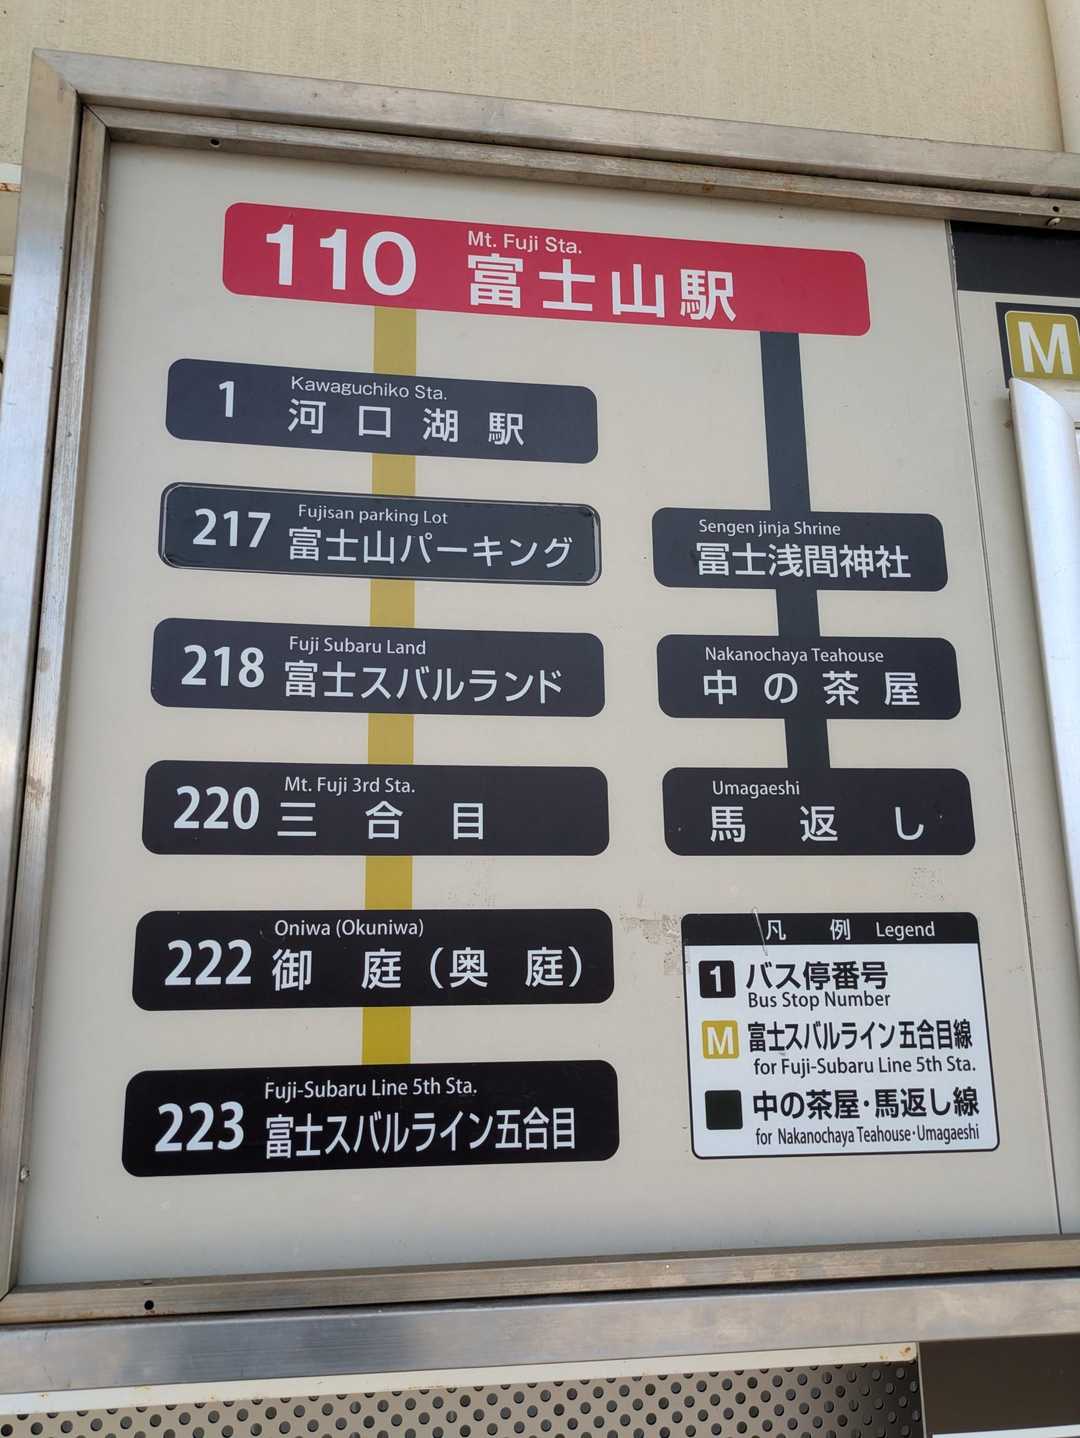 110
Mt. Fuji Sta.
富士山駅
M
1
Kawaguchiko Sta.
河口湖駅
217
Fujisan parking Lot
富士山パーキング
218
Fuji Subaru Land
富士スバルランド
220
Mt. Fuji 3rd Sta.
三合目
222
Oniwa (Okuniwa)
御庭(奥庭)
223
Fuji-Subaru Line 5th Sta.
富士スバルライン五合目
Sengen jinja Shrine
冨士浅間神社
Nakanochaya Teahouse
中の茶屋
Umagaeshi
馬返し
凡例 Legend
1 バス停番号
Bus Stop Number
M 富士スバルライン五合目線
for Fuji-Subaru Line 5th Sta.
中の茶屋・馬返し線
for Nakanochaya Teahouse・Umagaeshi